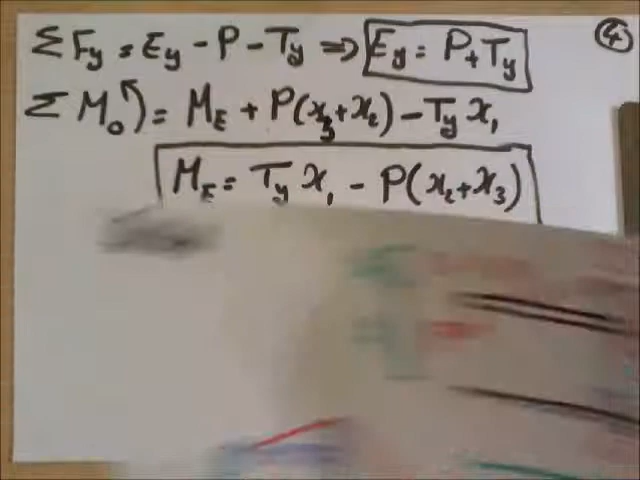 ΣFy = Ey - P - Ty ⇒ Ey = P + Ty
④
ΣMo) = ME + P(x3+x2) - Ty x1
ME = Ty x1 - P(x2+x3)